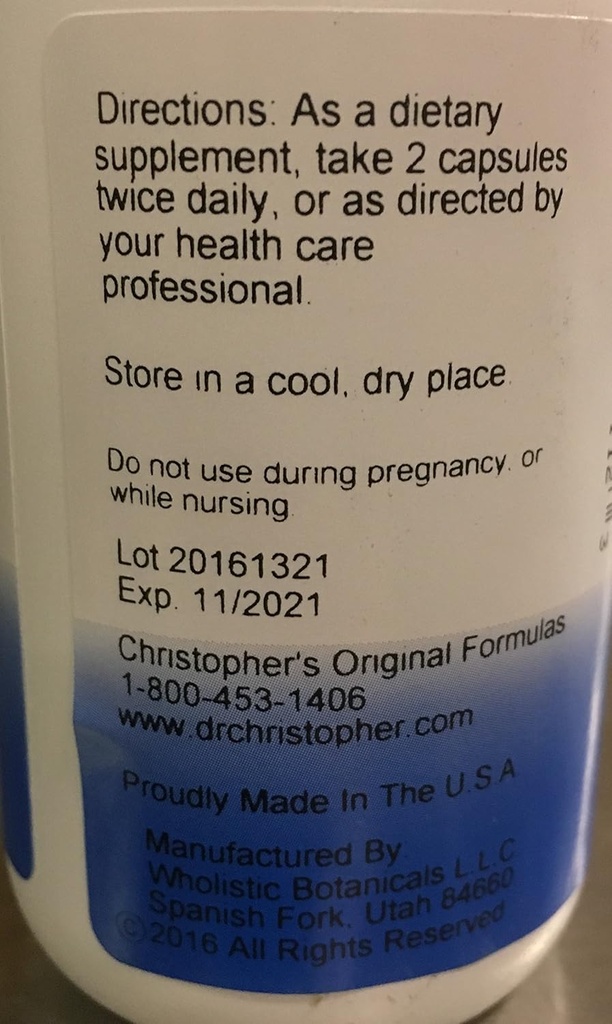 Directions: As a dietary
supplement, take 2 capsules
twice daily, or as directed by
your health care
professional.
Store in a cool, dry place.
Do not use during pregnancy, or
while nursing.
Lot 20161321
Exp. 11/2021
Christopher's Original Formulas
1-800-453-1406
www.drchristopher.com
Proudly Made In The U.S.A
Manufactured By
Wholistic Botanicals L.L.C
Spanish Fork, Utah 84660
©2016 All Rights Reserved